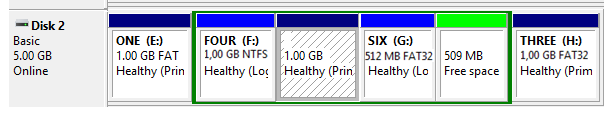 Disk 2
Basic
5.00 GB
Online
ONE (E:)
1.00 GB FAT
Healthy (Prin
FOUR (F:)
1,00 GB NTFS
Healthy (Log
1.00 GB
Healthy (Prin
SIX (G:)
512 MB FAT32
Healthy (Lo
509 MB
Free space
THREE (H:)
1,00 GB FAT32
Healthy (Prim